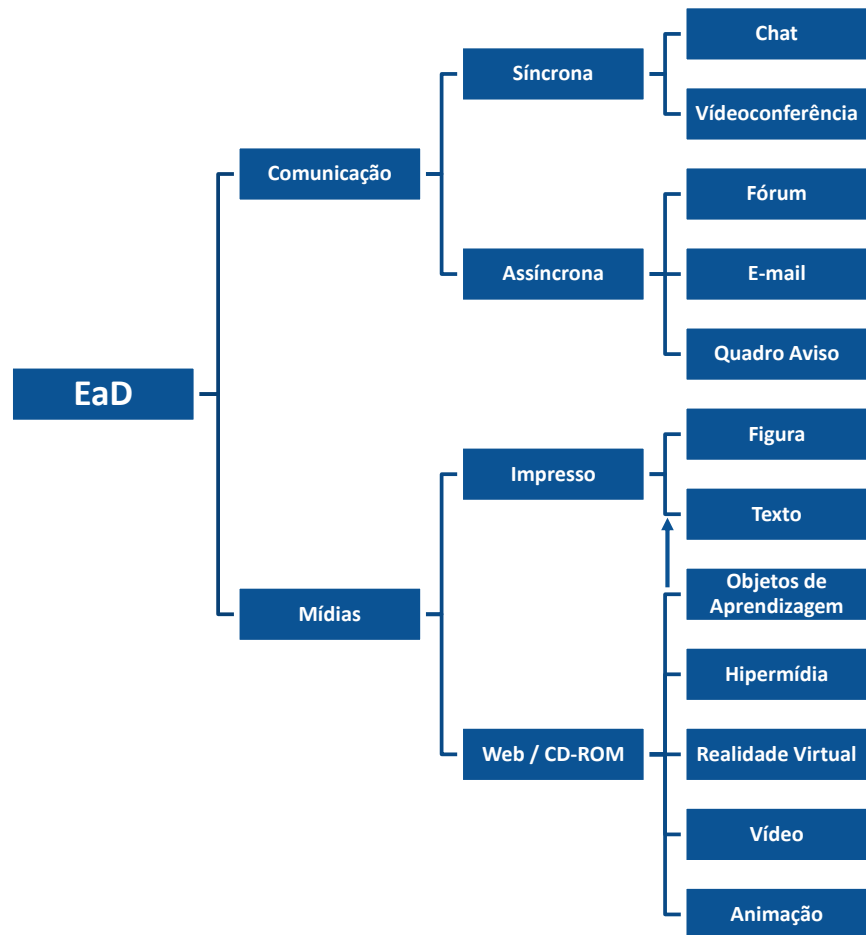 Chat
Síncrona
Vídeoconferência
Comunicação
Fórum
Assíncrona
E-mail
Quadro Aviso
EaD
Figura
Impresso
Texto
Objetos de
Aprendizagem
Mídias
Hipermídia
Web / CD-ROM
Realidade Virtual
Vídeo
Animação